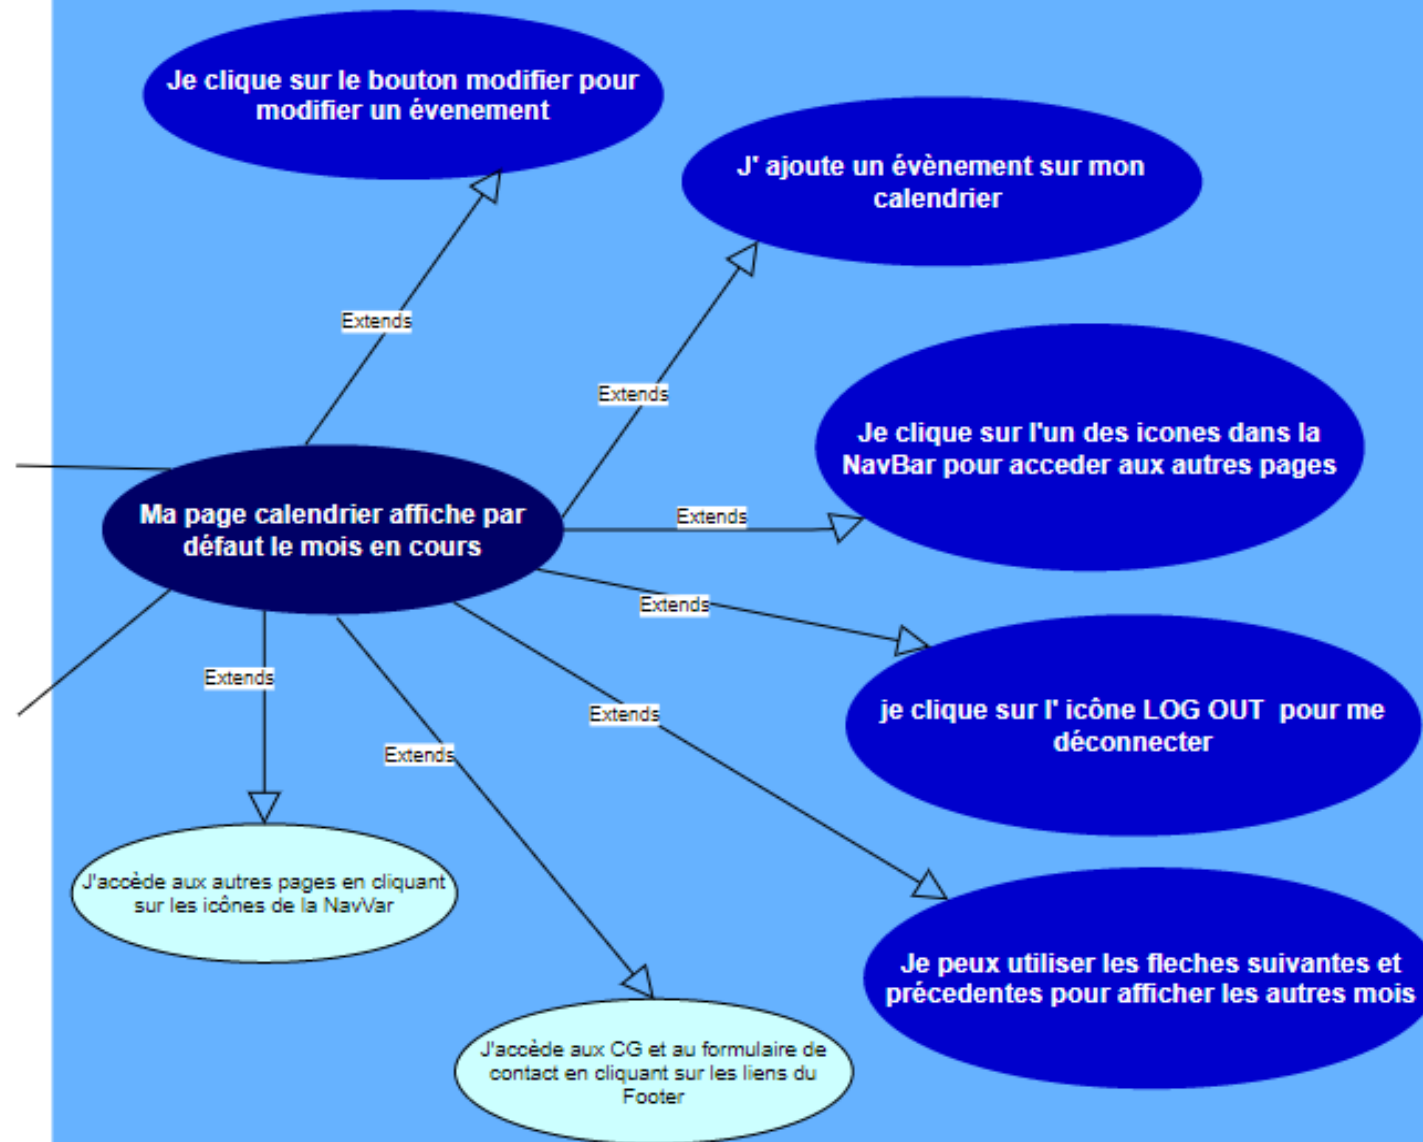 Je clique sur le bouton modifier pour
modifier un évenement
J' ajoute un évènement sur mon
calendrier
Extends
Extends
Je clique sur l'un des icones dans la
NavBar pour acceder aux autres pages
Ma page calendrier affiche par
défaut le mois en cours
Extends
Extends
Extends
Extends
Extends
je clique sur l' icône LOG OUT  pour me
déconnecter
J'accède aux autres pages en cliquant
sur les icônes de la NavVar
Je peux utiliser les fleches suivantes et
précedentes pour afficher les autres mois
J'accède aux CG et au formulaire de
contact en cliquant sur les liens du
Footer